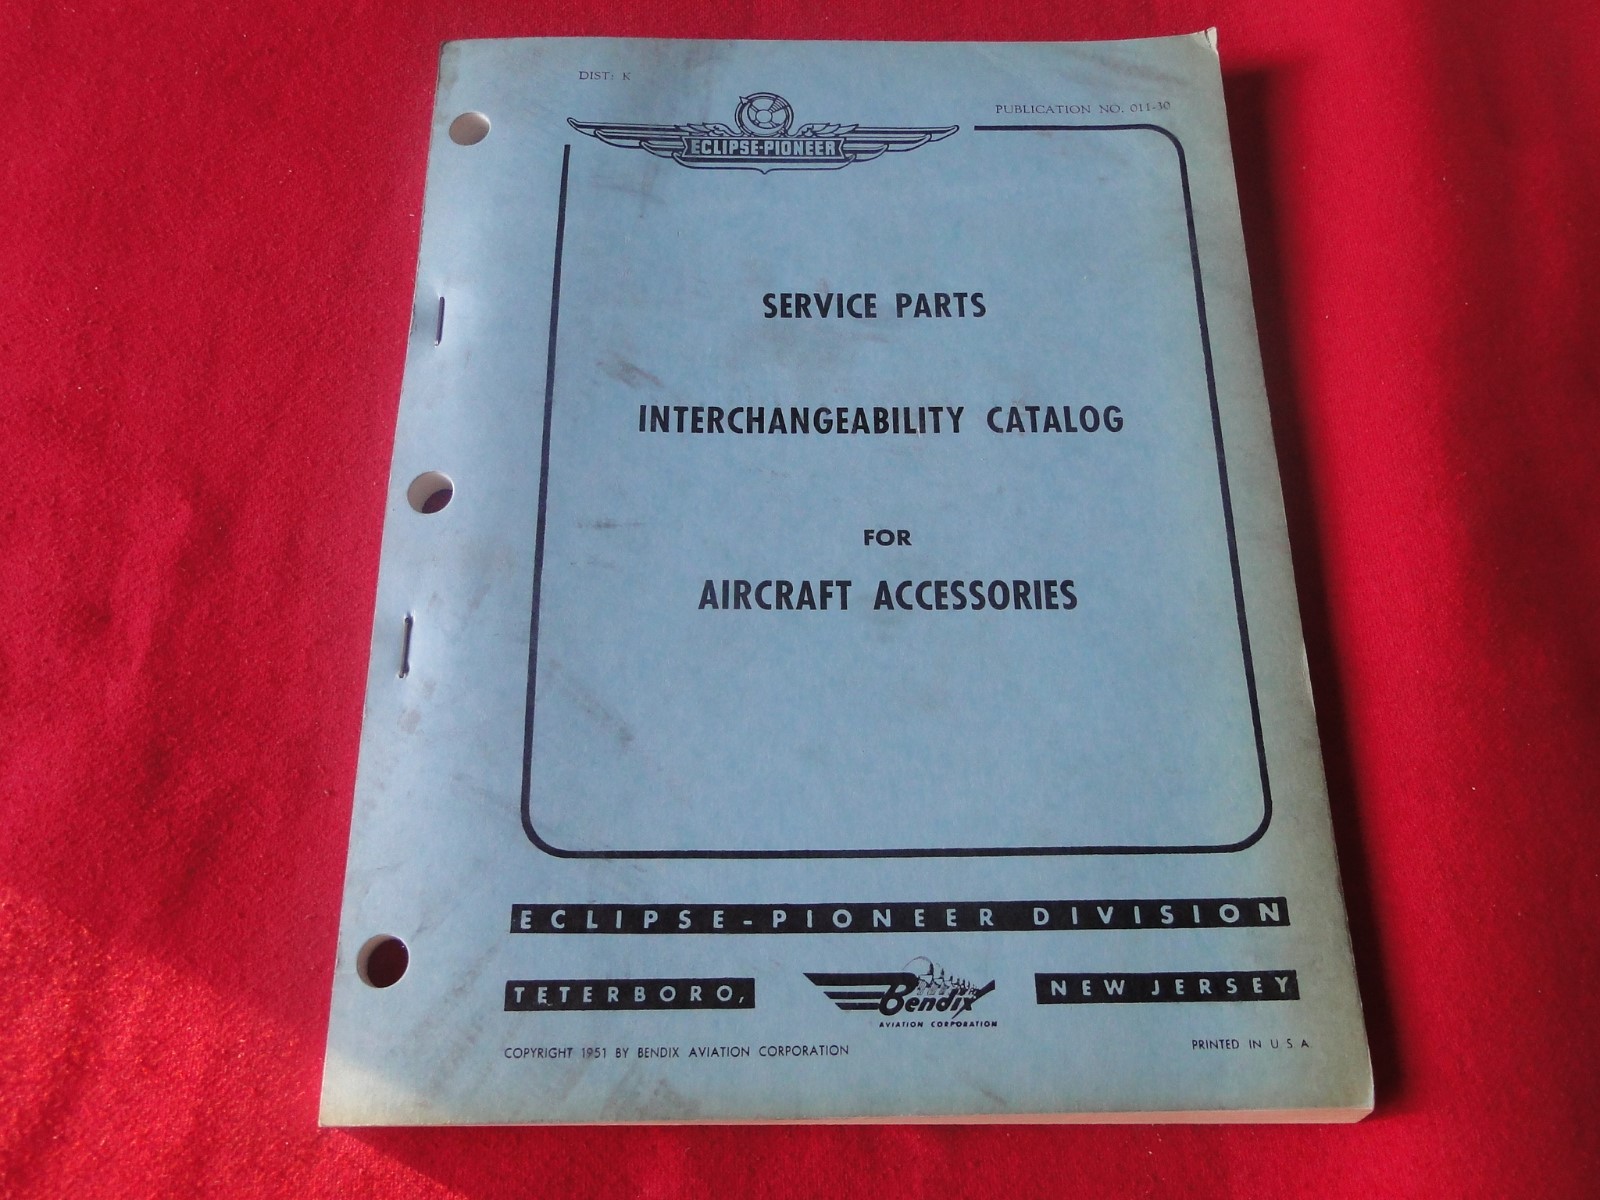 DIST: K
PUBLICATION NO. 011-30
ECLIPSE-PIONEER
SERVICE PARTS
INTERCHANGEABILITY CATALOG
FOR
AIRCRAFT ACCESSORIES
ECLIPSE-PIONEER DIVISION
TETERBORO,
Bendix
AVIATION CORPORATION
NEW JERSEY
COPYRIGHT 1951 BY BENDIX AVIATION CORPORATION
PRINTED IN U.S.A.